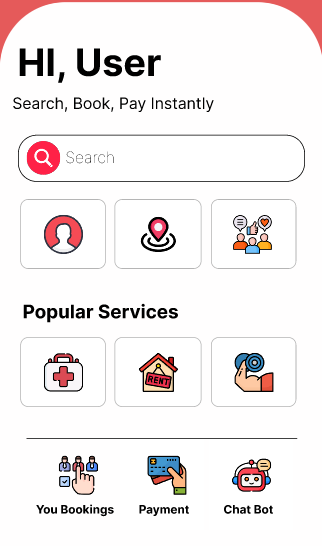 HI, User
Search, Book, Pay Instantly
Search
Popular Services
RENT
You Bookings
Payment
Chat Bot